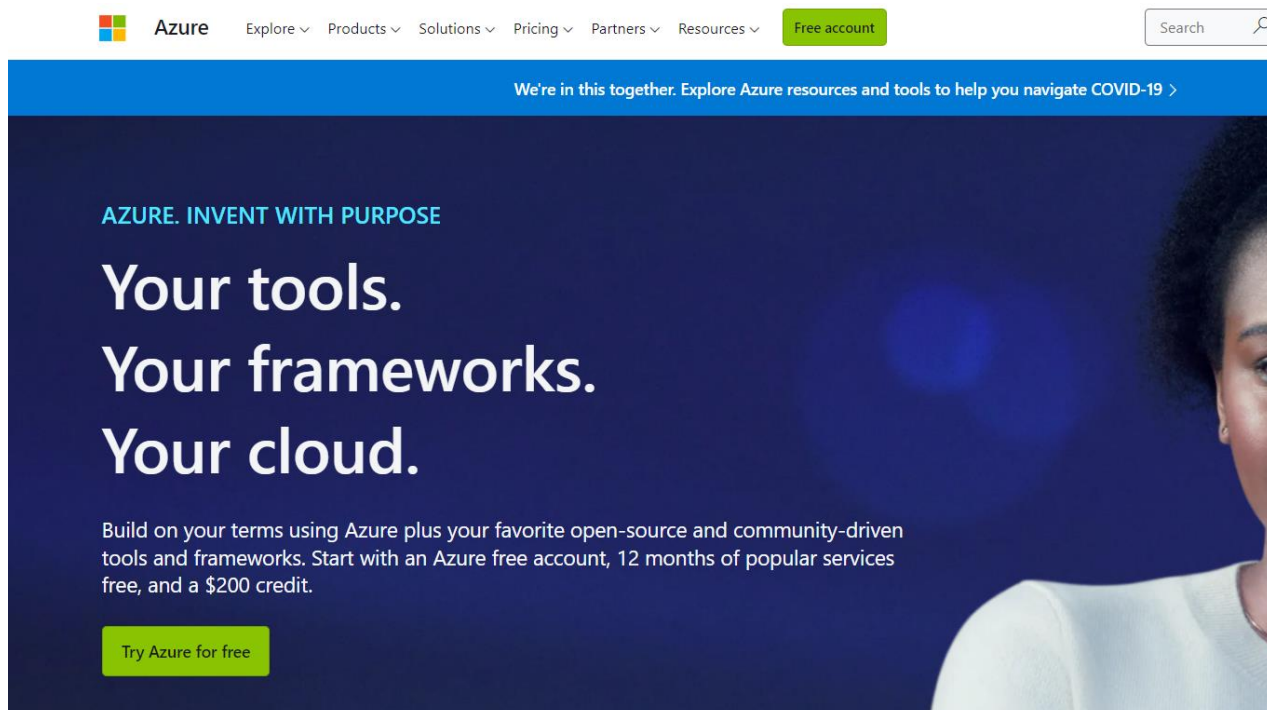 Azure Explore Products Solutions Pricing Partners Resources Free account Search
We're in this together. Explore Azure resources and tools to help you navigate COVID-19
AZURE. INVENT WITH PURPOSE
Your tools.
Your frameworks.
Your cloud.
Build on your terms using Azure plus your favorite open-source and community-driven
tools and frameworks. Start with an Azure free account, 12 months of popular services
free, and a $200 credit.
Try Azure for free